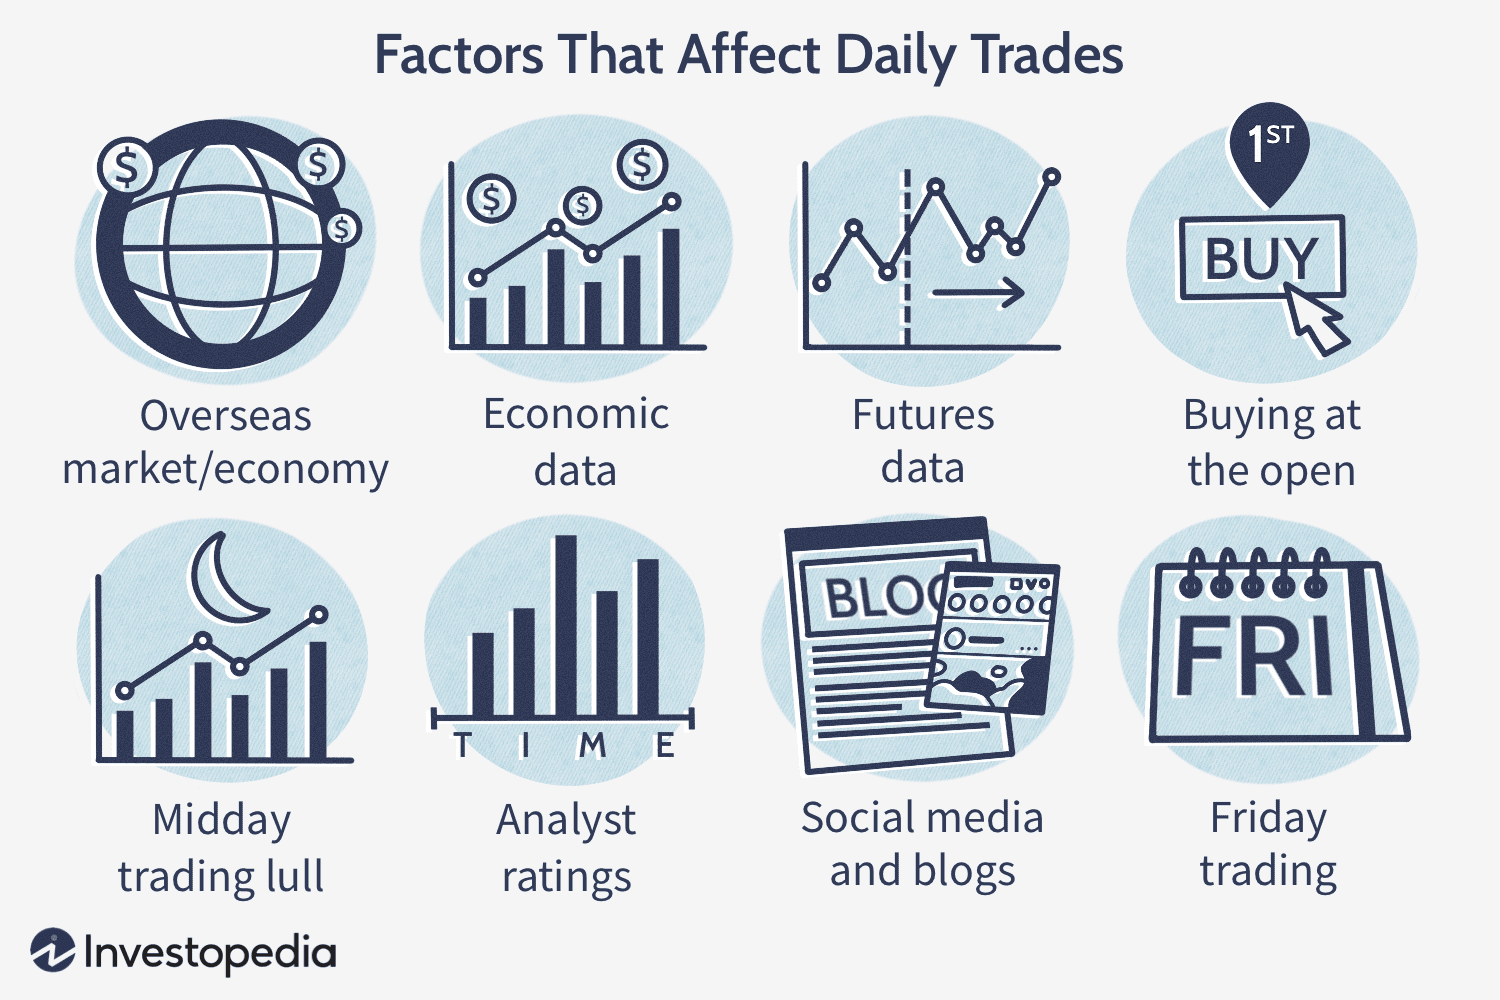 Factors That Affect Daily Trades
$
$
$
$
$
$
1ST
BUY
Overseas
market/economy
Economic
data
Futures
data
Buying at
the open
T I M E
BLOG
FRI
Midday
trading lull
Analyst
ratings
Social media
and blogs
Friday
trading
Investopedia